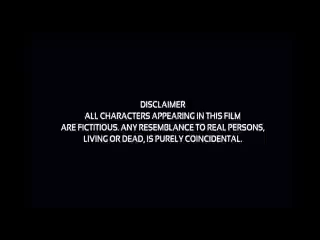 DISCLAIMER
ALL CHARACTERS APPEARING IN THIS FILM
ARE FICTITIOUS. ANY RESEMBLANCE TO REAL PERSONS,
LIVING OR DEAD, IS PURELY COINCIDENTAL.